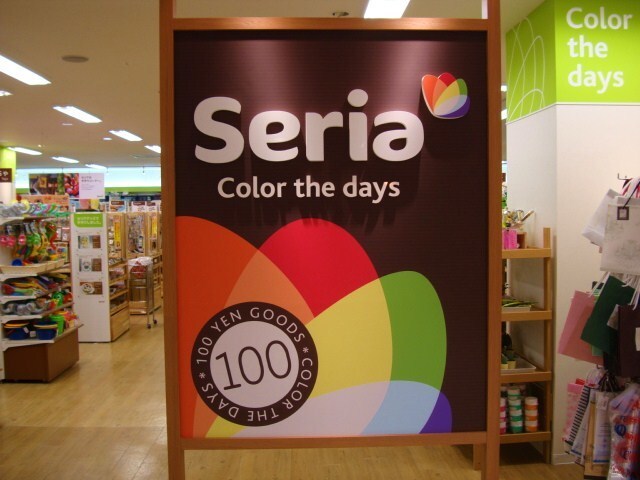 Seria
Color the days
100 YEN GOODS * COLOR THE DAYS *
100
Color
the
days